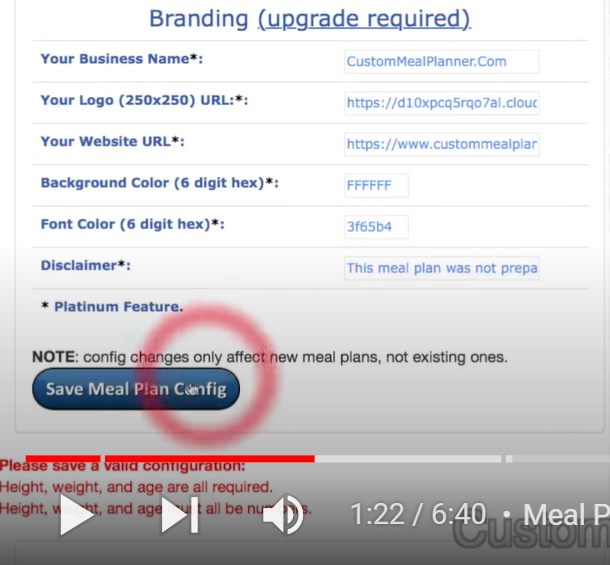 Branding (upgrade required)
Your Business Name*: CustomMealPlanner.Com
Your Logo (250x250) URL:*: https://d10xpcq5rqo7al.cloud
Your Website URL*: https://www.custommealplan
Background Color (6 digit hex)*: FFFFFF
Font Color (6 digit hex)*: 3f65b4
Disclaimer*: This meal plan was not prepa
* Platinum Feature.
NOTE: config changes only affect new meal plans, not existing ones.
Save Meal Plan Config
Please save a valid configuration:
Height, weight, and age are all required.
Height, weight, and age must all be numbers.
1:22 / 6:40 • Meal P
Custom